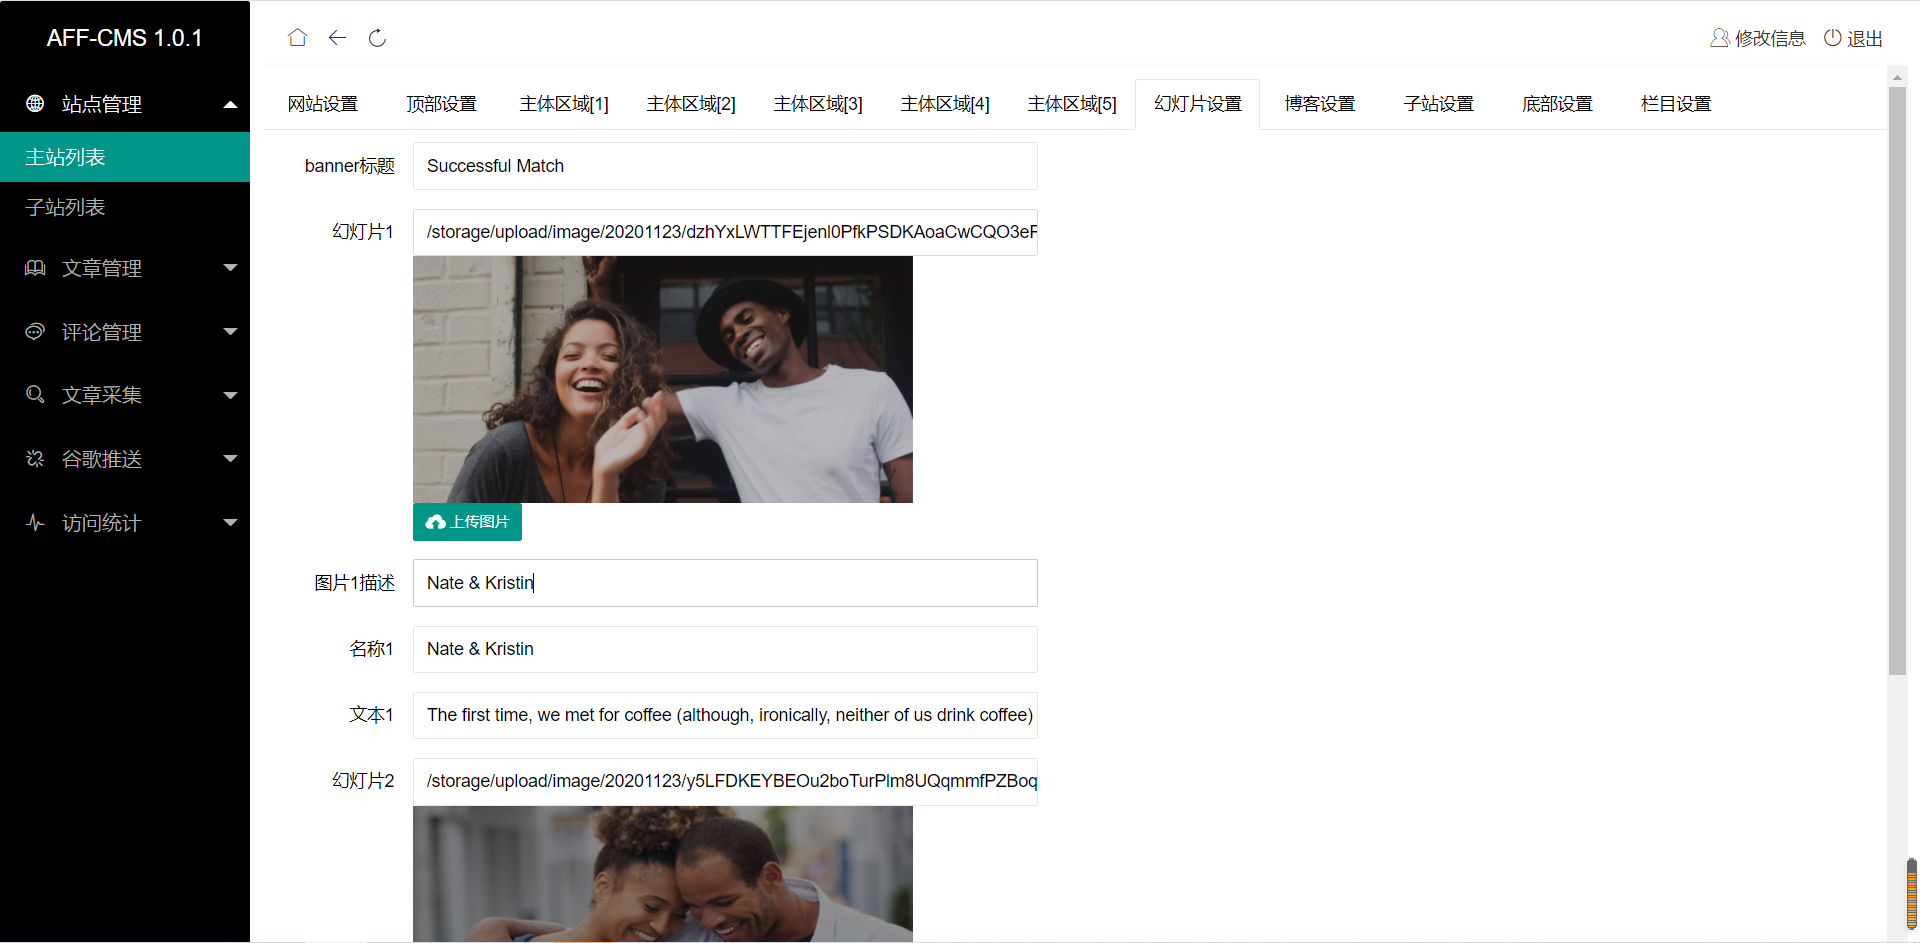 AFF-CMS 1.0.1
修改信息
退出
站点管理
主站列表
子站列表
文章管理
评论管理
文章采集
谷歌推送
访问统计
网站设置
顶部设置
主体区域[1]
主体区域[2]
主体区域[3]
主体区域[4]
主体区域[5]
幻灯片设置
博客设置
子站设置
底部设置
栏目设置
banner标题
Successful Match
幻灯片1
/storage/upload/image/20201123/dzhYxLWTTFEjenl0PfkPSDKAoaCwCQO3eF
上传图片
图片1描述
Nate & Kristin
名称1
Nate & Kristin
文本1
The first time, we met for coffee (although, ironically, neither of us drink coffee)
幻灯片2
/storage/upload/image/20201123/y5LFDKEYBEOu2boTurPlm8UQqmmfPZBoq